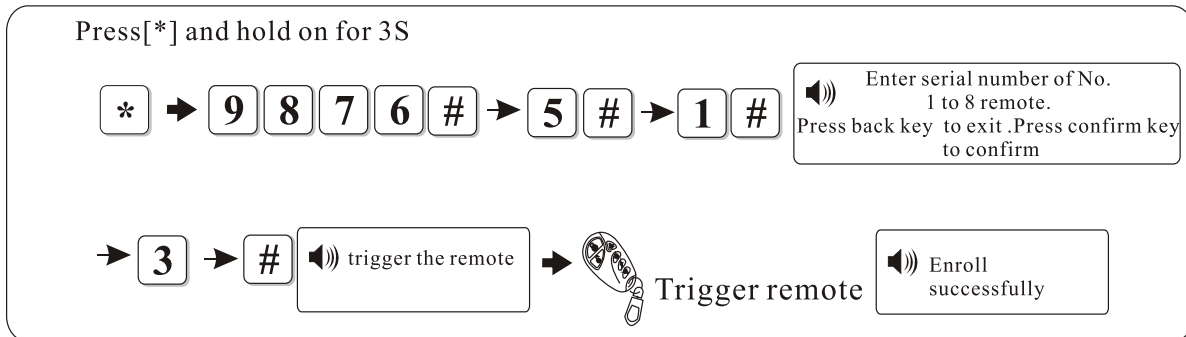 Press[*] and hold on for 3S
* 9 8 7 6 # 5 # 1 #
Enter serial number of No.
1 to 8 remote.
Press back key to exit .Press confirm key
to confirm
3 # trigger the remote
Trigger remote
Enroll
successfully